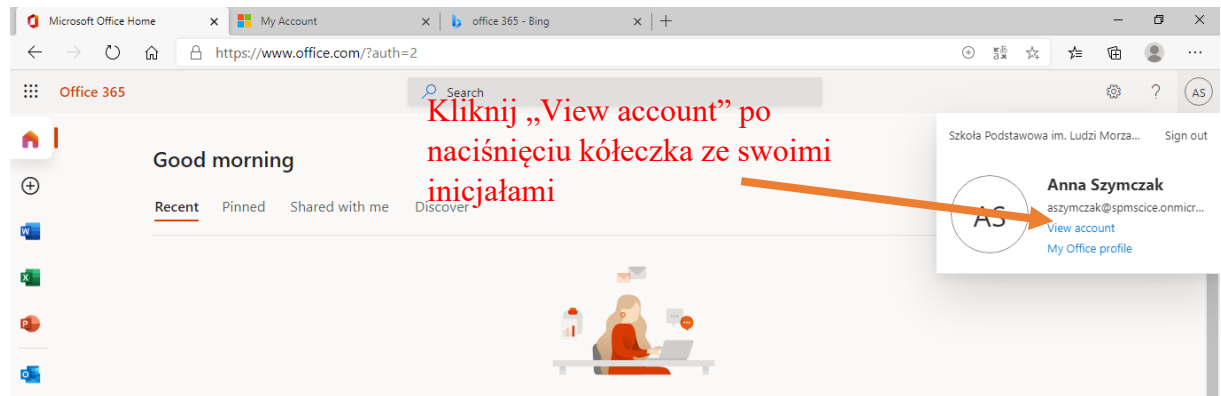 Microsoft Office Home
My Account
office 365 - Bing
https://www.office.com/?auth=2
Office 365
Search
AS
Kliknij „View account” po
naciśnięciu kółeczka ze swoimi
inicjałami
Szkoła Podstawowa im. Ludzi Morza...
Sign out
Good morning
Recent
Pinned
Shared with me
Discover
AS
Anna Szymczak
aszymczak@spmscice.onmicr...
View account
My Office profile